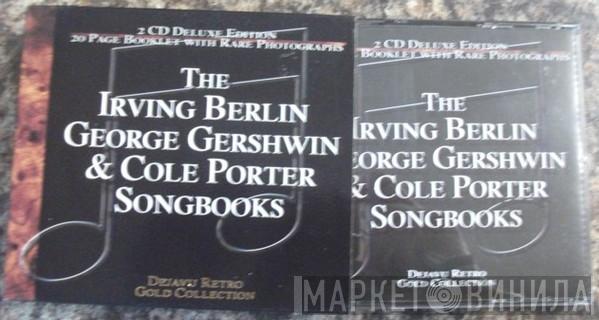 2 CD DELUXE EDITION
20 PAGE BOOKLET WITH RARE PHOTOGRAPHS
THE
IRVING BERLIN
GEORGE GERSHWIN
& COLE PORTER
SONGBOOKS
DEJAVU RETRO
GOLD COLLECTION
2 CD DELUXE EDITION
BOOKLET WITH RARE PHOTOGRAPHS
THE
IRVING BERLIN
GEORGE GERSHWIN
& COLE PORTER
SONGBOOKS
DEJAVU RETRO
GOLD COLLECTION
МАРКЕТ ВИНИЛА